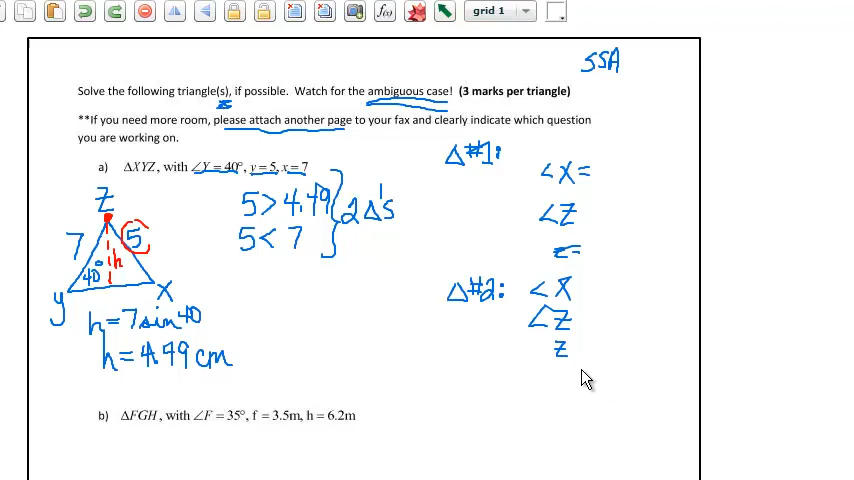 grid 1
SSA
Solve the following triangle(s), if possible. Watch for the ambiguous case! (3 marks per triangle)
**If you need more room, please attach another page to your fax and clearly indicate which question
you are working on.
a) ΔXYZ, with ∠Y = 40°, y = 5, x = 7
Z
7
5
h
40°
y
X
h = 7sin40
h = 4.49 cm
5 > 4.49
5 < 7
2 Δ's
Δ#1:
∠X =
∠Z
z =
Δ#2:
∠X
∠Z
z
b) ΔFGH, with ∠F = 35°, f = 3.5m, h = 6.2m